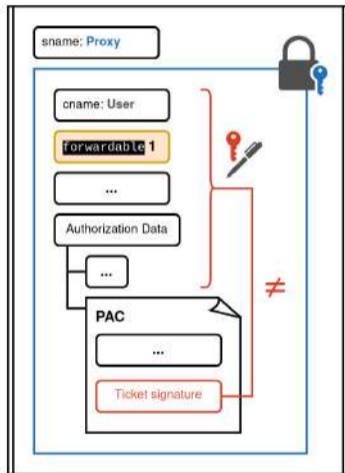 sname: Proxy
cname: User
forwardable 1
...
Authorization Data
...
≠
PAC
...
Ticket signature